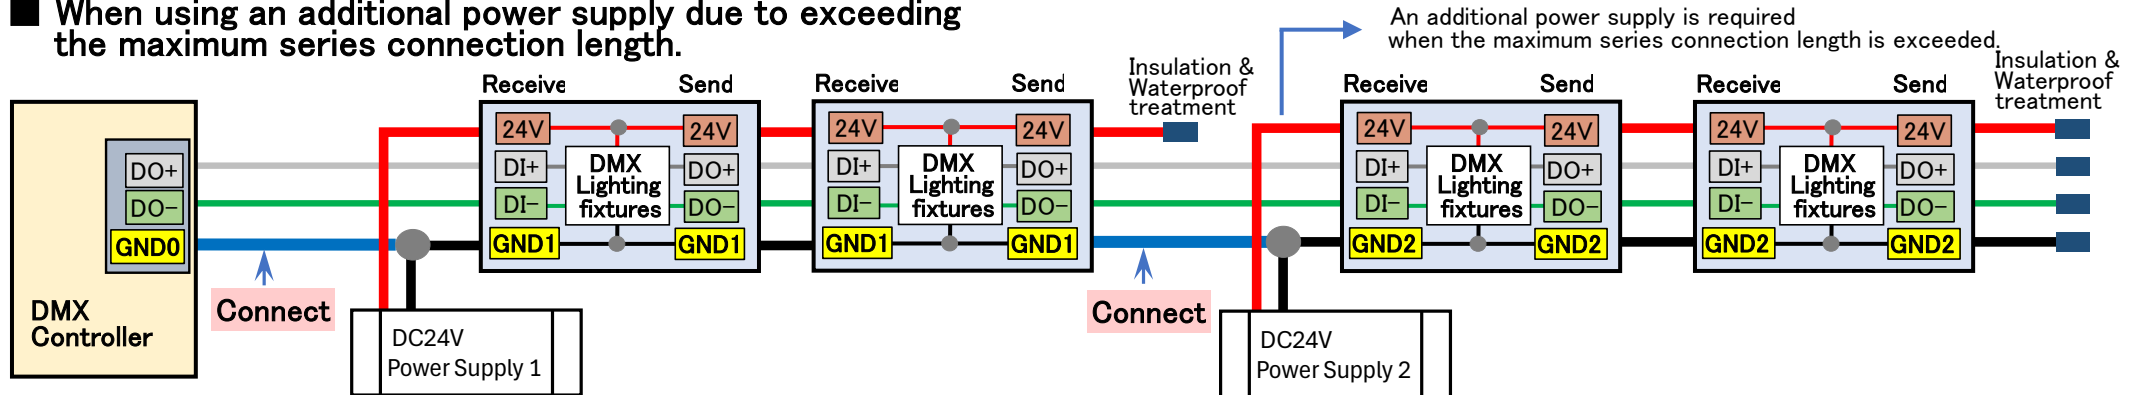 ■ When using an additional power supply due to exceeding
the maximum series connection length.
An additional power supply is required
when the maximum series connection length is exceeded.
DO+
DO−
GND0
DMX
Controller
Connect
DC24V
Power Supply 1
Receive
Send
24V
24V
DI+
DO+
DI−
DO−
GND1
GND1
DMX
Lighting
fixtures
Receive
Send
24V
24V
DI+
DO+
DI−
DO−
GND1
GND1
DMX
Lighting
fixtures
Insulation &
Waterproof
treatment
Connect
DC24V
Power Supply 2
Receive
Send
24V
24V
DI+
DO+
DI−
DO−
GND2
GND2
DMX
Lighting
fixtures
Receive
Send
24V
24V
DI+
DO+
DI−
DO−
GND2
GND2
DMX
Lighting
fixtures
Insulation &
Waterproof
treatment